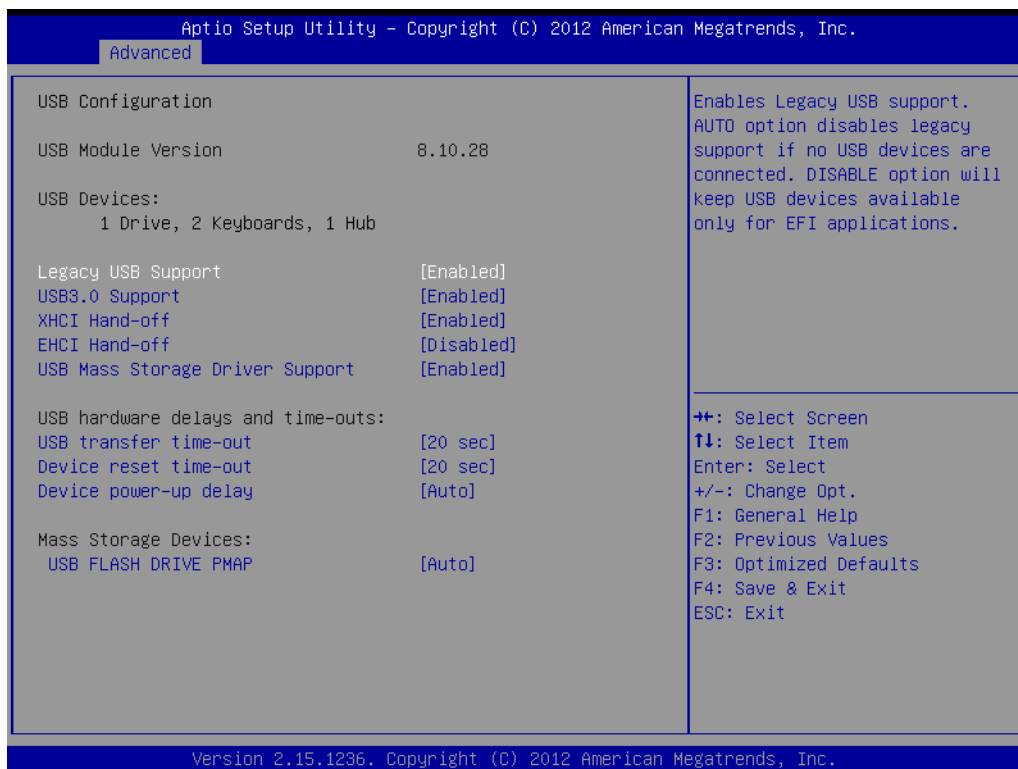 Aptio Setup Utility – Copyright (C) 2012 American Megatrends, Inc.
Advanced
USB Configuration
USB Module Version 8.10.28
USB Devices:
1 Drive, 2 Keyboards, 1 Hub
Legacy USB Support [Enabled]
USB3.0 Support [Enabled]
XHCI Hand-off [Enabled]
EHCI Hand-off [Disabled]
USB Mass Storage Driver Support [Enabled]
USB hardware delays and time-outs:
USB transfer time-out [20 sec]
Device reset time-out [20 sec]
Device power-up delay [Auto]
Mass Storage Devices:
USB FLASH DRIVE PMAP [Auto]
Enables Legacy USB support.
AUTO option disables legacy
support if no USB devices are
connected. DISABLE option will
keep USB devices available
only for EFI applications.
→←: Select Screen
↑↓: Select Item
Enter: Select
+/-: Change Opt.
F1: General Help
F2: Previous Values
F3: Optimized Defaults
F4: Save & Exit
ESC: Exit
Version 2.15.1236. Copyright (C) 2012 American Megatrends, Inc.